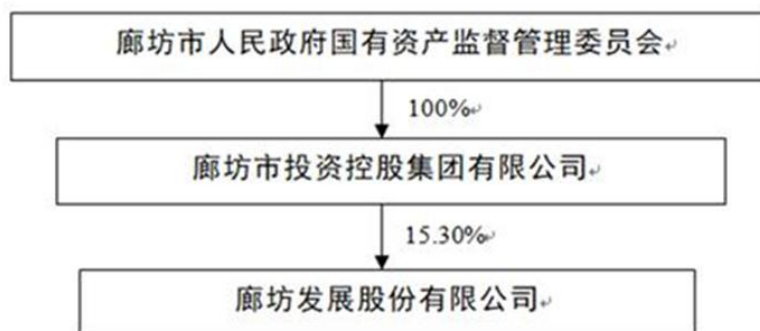 廊坊市人民政府国有资产监督管理委员会
100%
廊坊市投资控股集团有限公司
15.30%
廊坊发展股份有限公司